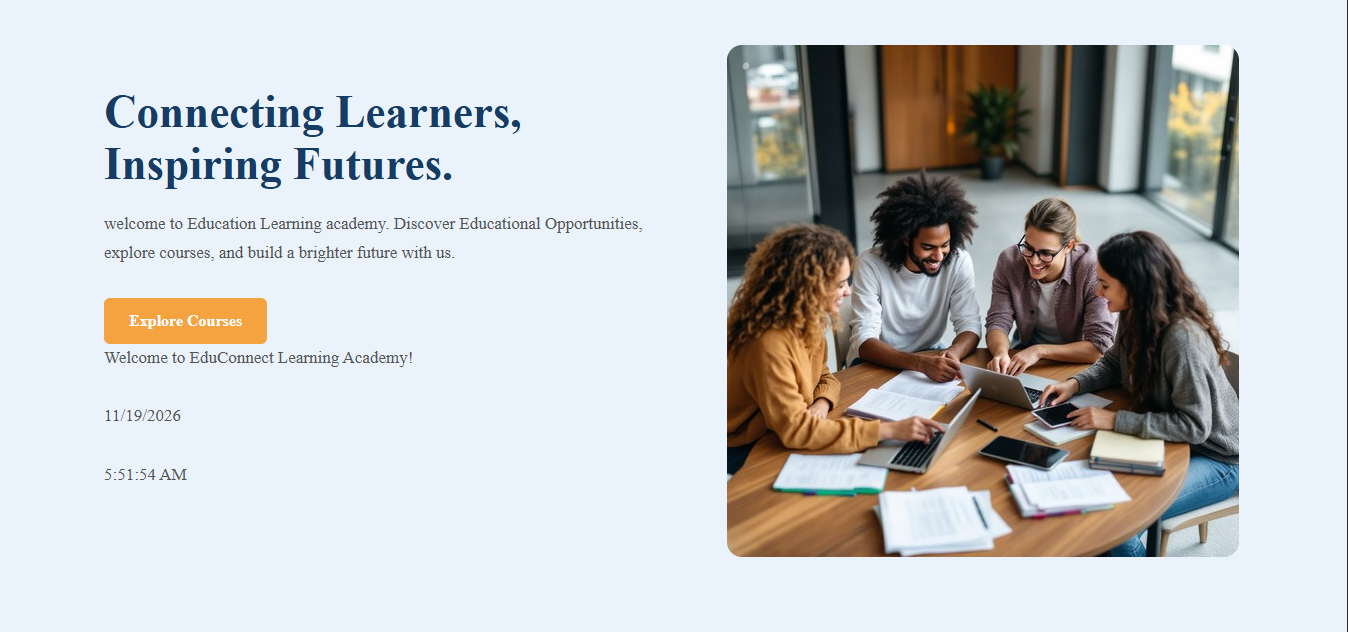 Connecting Learners,
Inspiring Futures.
welcome to Education Learning academy. Discover Educational Opportunities,
explore courses, and build a brighter future with us.
Explore Courses
Welcome to EduConnect Learning Academy!
11/19/2026
5:51:54 AM